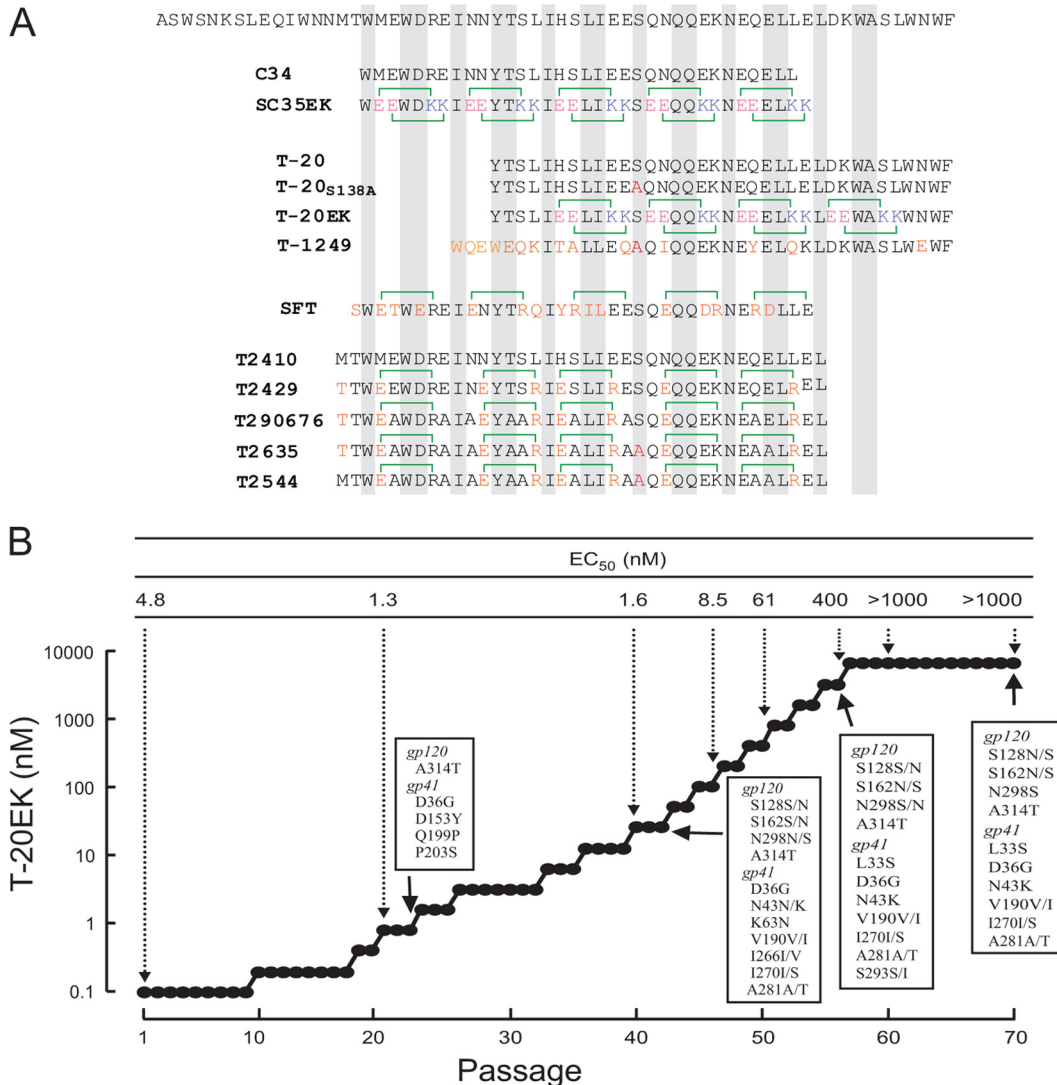 A
ASWSNKSLEQIWNNMTWMEWDREINNYTSLIHSLIEESQNQQEKNEQELLELDKWASLWNWF
C34 WMEWDREINNYTSLIHSLIEESQNQQEKNEQELL
SC35EK WEEWDKKIEEYTKKIEELIKKSEEQQKKNEEELKK
T-20 YTSLIHSLIEESQNQQEKNEQELLELDKWASLWNWF
T-20S138A YTSLIHSLIEEAQNQQEKNEQELLELDKWASLWNWF
T-20EK YTSLIEELIKKSEEQQKKNEEELKKLEEWAKKWNWF
T-1249 WQEWEQKITALLEQAQIQQEKNEYELQKLDKWASLWEWF
SFT SWETWEREIENYTRQIYRILEESQEQQDRNERDLLE
T2410 MTWMEWDREINNYTSLIHSLIEESQNQQEKNEQELLEL
T2429 TTWEEWDREINEYTSRIESLIRESQEQQEKNEQELREL
T290676 TTWEAWDRAIAEYAARIEALIRASQEQQEKNEAELREL
T2635 TTWEAWDRAIAEYAARIEALIRAAQEQQEKNEAALREL
T2544 MTWEAWDRAIAEYAARIEALIRAAQEQQEKNEAALREL
B
EC50 (nM)
4.8 1.3 1.6 8.5 61 400 >1000 >1000
T-20EK (nM)
10000
1000
100
10
1
0.1
gp120
A314T
gp41
D36G
D153Y
Q199P
P203S
gp120
S128S/N
S162S/N
N298N/S
A314T
gp41
D36G
N43N/K
K63N
V190V/I
I266I/V
I270I/S
A281A/T
gp120
S128S/N
S162N/S
N298S/N
A314T
gp41
L33S
D36G
N43K
V190V/I
I270I/S
A281A/T
S293S/I
gp120
S128N/S
S162N/S
N298S
A314T
gp41
L33S
D36G
N43K
V190V/I
I270I/S
A281A/T
1 10 20 30 40 50 60 70
Passage